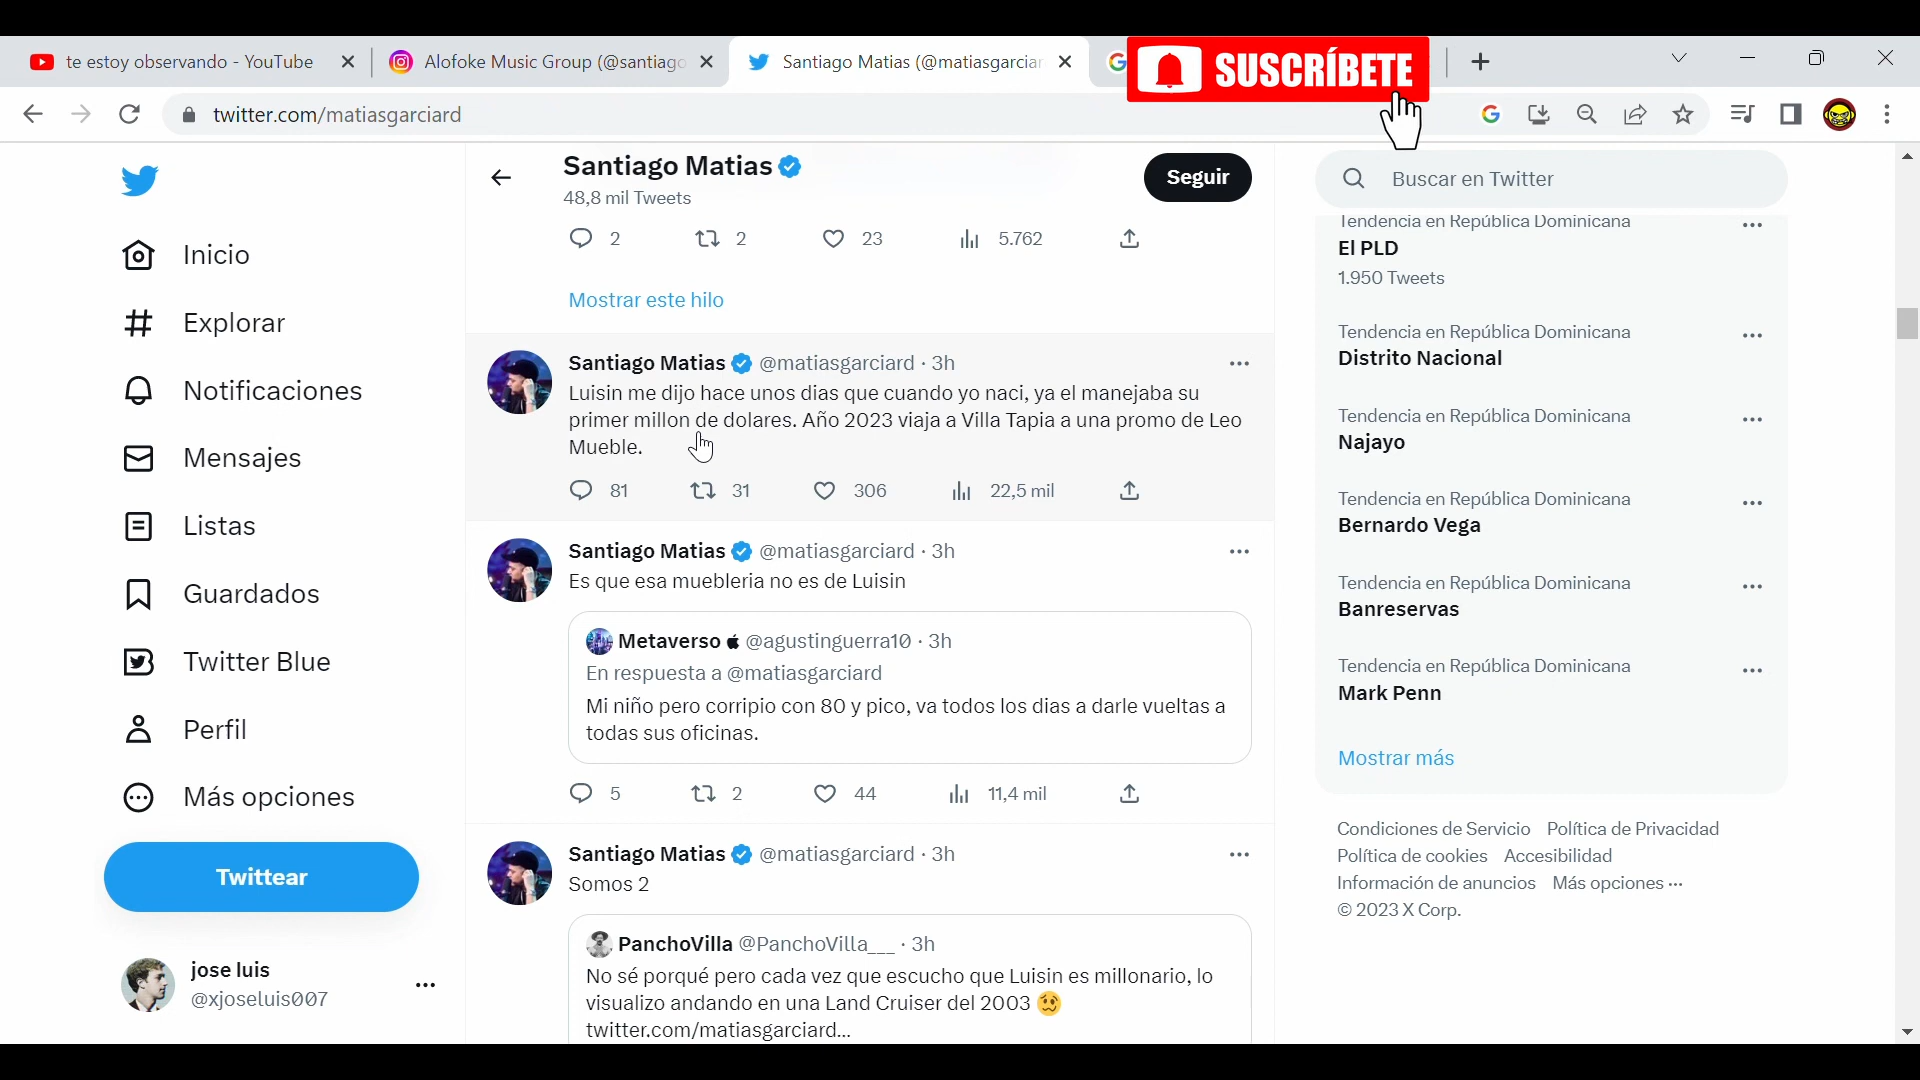 te estoy observando - YouTube
Alofoke Music Group (@santiago
Santiago Matias (@matiasgarciar
SUSCRÍBETE
twitter.com/matiasgarciard
Inicio
Explorar
Notificaciones
Mensajes
Listas
Guardados
Twitter Blue
Perfil
Más opciones
Twittear
jose luis
@xjoseluis007
Santiago Matias
48,8 mil Tweets
Seguir
2 2 23 5.762
Mostrar este hilo
Santiago Matias @matiasgarciard · 3h
Luisin me dijo hace unos dias que cuando yo naci, ya el manejaba su
primer millon de dolares. Año 2023 viaja a Villa Tapia a una promo de Leo
Mueble.
81 31 306 22,5 mil
Santiago Matias @matiasgarciard · 3h
Es que esa muebleria no es de Luisin
Metaverso @agustinguerra10 · 3h
En respuesta a @matiasgarciard
Mi niño pero corripio con 80 y pico, va todos los dias a darle vueltas a
todas sus oficinas.
5 2 44 11,4 mil
Santiago Matias @matiasgarciard · 3h
Somos 2
PanchoVilla @PanchoVilla___ · 3h
No sé porqué pero cada vez que escucho que Luisin es millonario, lo
visualizo andando en una Land Cruiser del 2003 🥴
twitter.com/matiasgarciard...
Buscar en Twitter
Tendencia en República Dominicana
El PLD
1.950 Tweets
Tendencia en República Dominicana
Distrito Nacional
Tendencia en República Dominicana
Najayo
Tendencia en República Dominicana
Bernardo Vega
Tendencia en República Dominicana
Banreservas
Tendencia en República Dominicana
Mark Penn
Mostrar más
Condiciones de Servicio Política de Privacidad
Política de cookies Accesibilidad
Información de anuncios Más opciones ···
© 2023 X Corp.